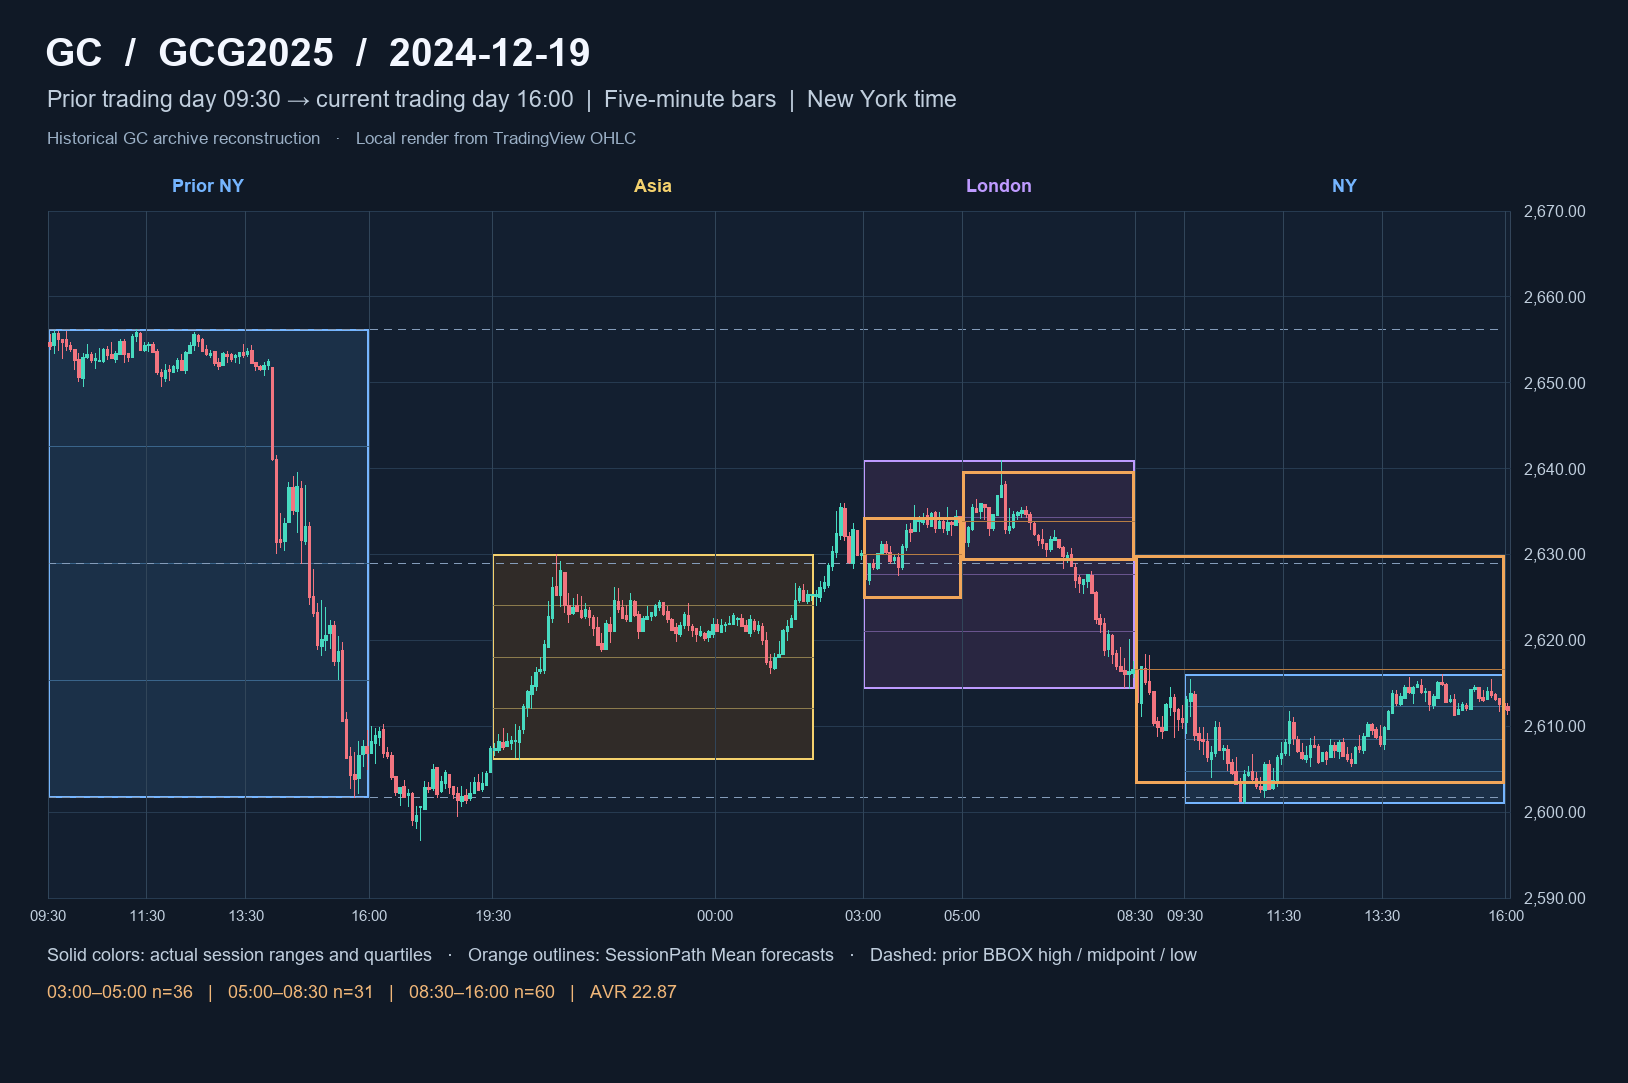 GC / GCG2025 / 2024-12-19
Prior trading day 09:30 → current trading day 16:00 | Five-minute bars | New York time
Historical GC archive reconstruction · Local render from TradingView OHLC
Prior NY Asia London NY
2,670.00
2,660.00
2,650.00
2,640.00
2,630.00
2,620.00
2,610.00
2,600.00
2,590.00
09:30 11:30 13:30 16:00 19:30 00:00 03:00 05:00 08:30 09:30 11:30 13:30 16:00
Solid colors: actual session ranges and quartiles · Orange outlines: SessionPath Mean forecasts · Dashed: prior BBOX high / midpoint / low
03:00–05:00 n=36 | 05:00–08:30 n=31 | 08:30–16:00 n=60 | AVR 22.87